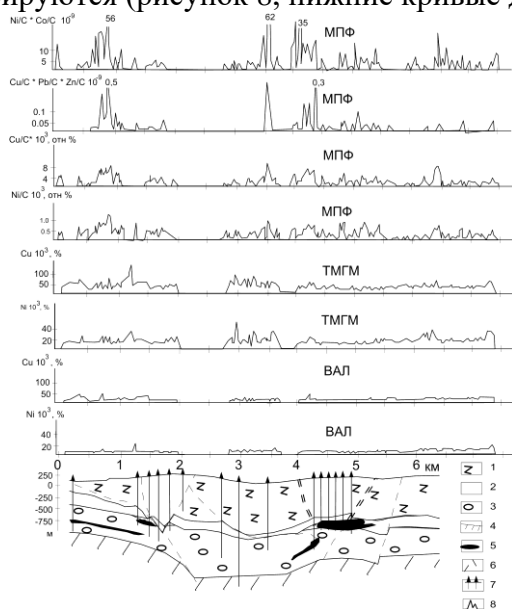 ируются (рисунок 8, нижние кривые д
Ni/C * Co/C 10⁻⁹
56
62
35
МПФ
10
5
Cu/C * Pb/C * Zn/C 10⁻⁹
0,5
0,3
МПФ
0.1
0.05
Cu/C* 10³, отн %
МПФ
8
4
Ni/C 10³, отн %
МПФ
1,0
0,5
Cu 10³, %
ТМГМ
100
50
Ni 10³, %
ТМГМ
40
20
Cu 10³, %
ВАЛ
100
50
Ni 10³, %
ВАЛ
40
20
0 1 2 3 4 5 6 км
250
0
-250
-500
-750
м
1
2
3
4
5
6
7
8